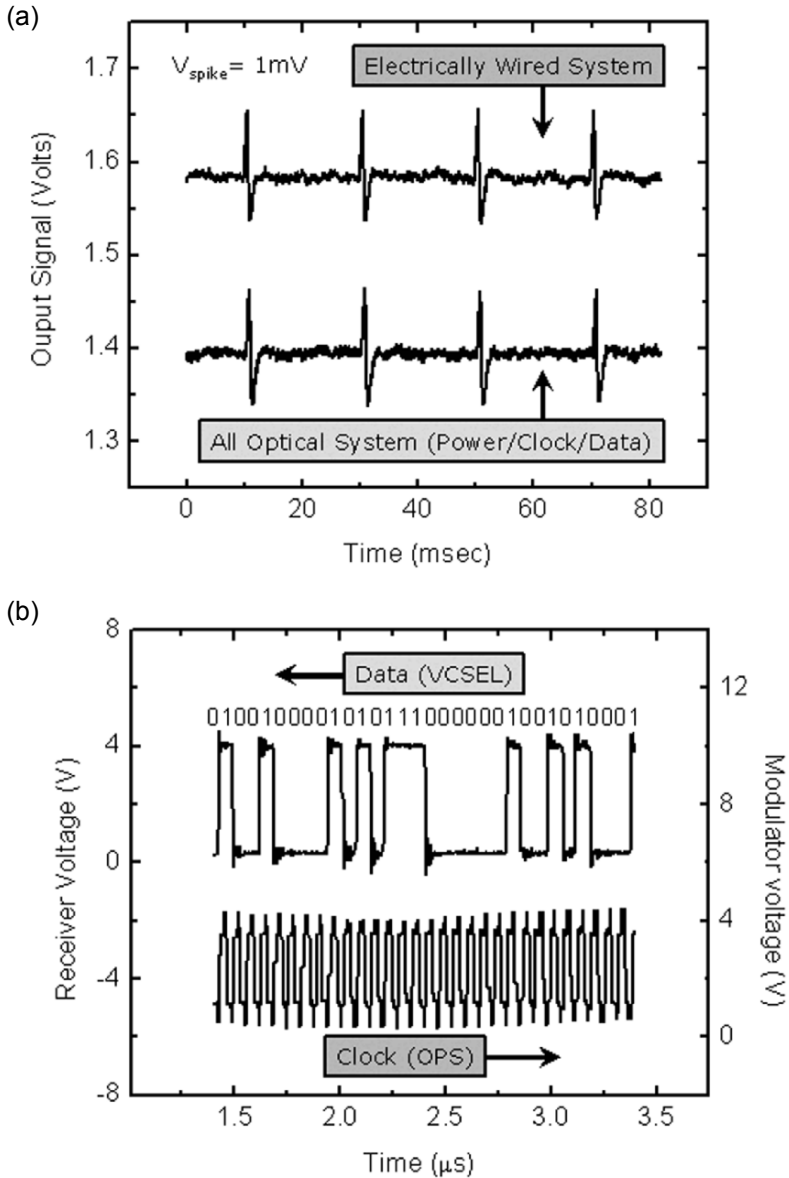 (a)
V_spike= 1mV
Electrically Wired System
1.7
1.6
1.5
1.4
1.3
Ouput Signal (Volts)
All Optical System (Power/Clock/Data)
0 20 40 60 80
Time (msec)
(b)
Data (VCSEL)
01001000010101110000001001010001
8
4
0
-4
-8
Receiver Voltage (V)
12
8
4
0
Modulator voltage (V)
Clock (OPS)
1.5 2.0 2.5 3.0 3.5
Time (μs)